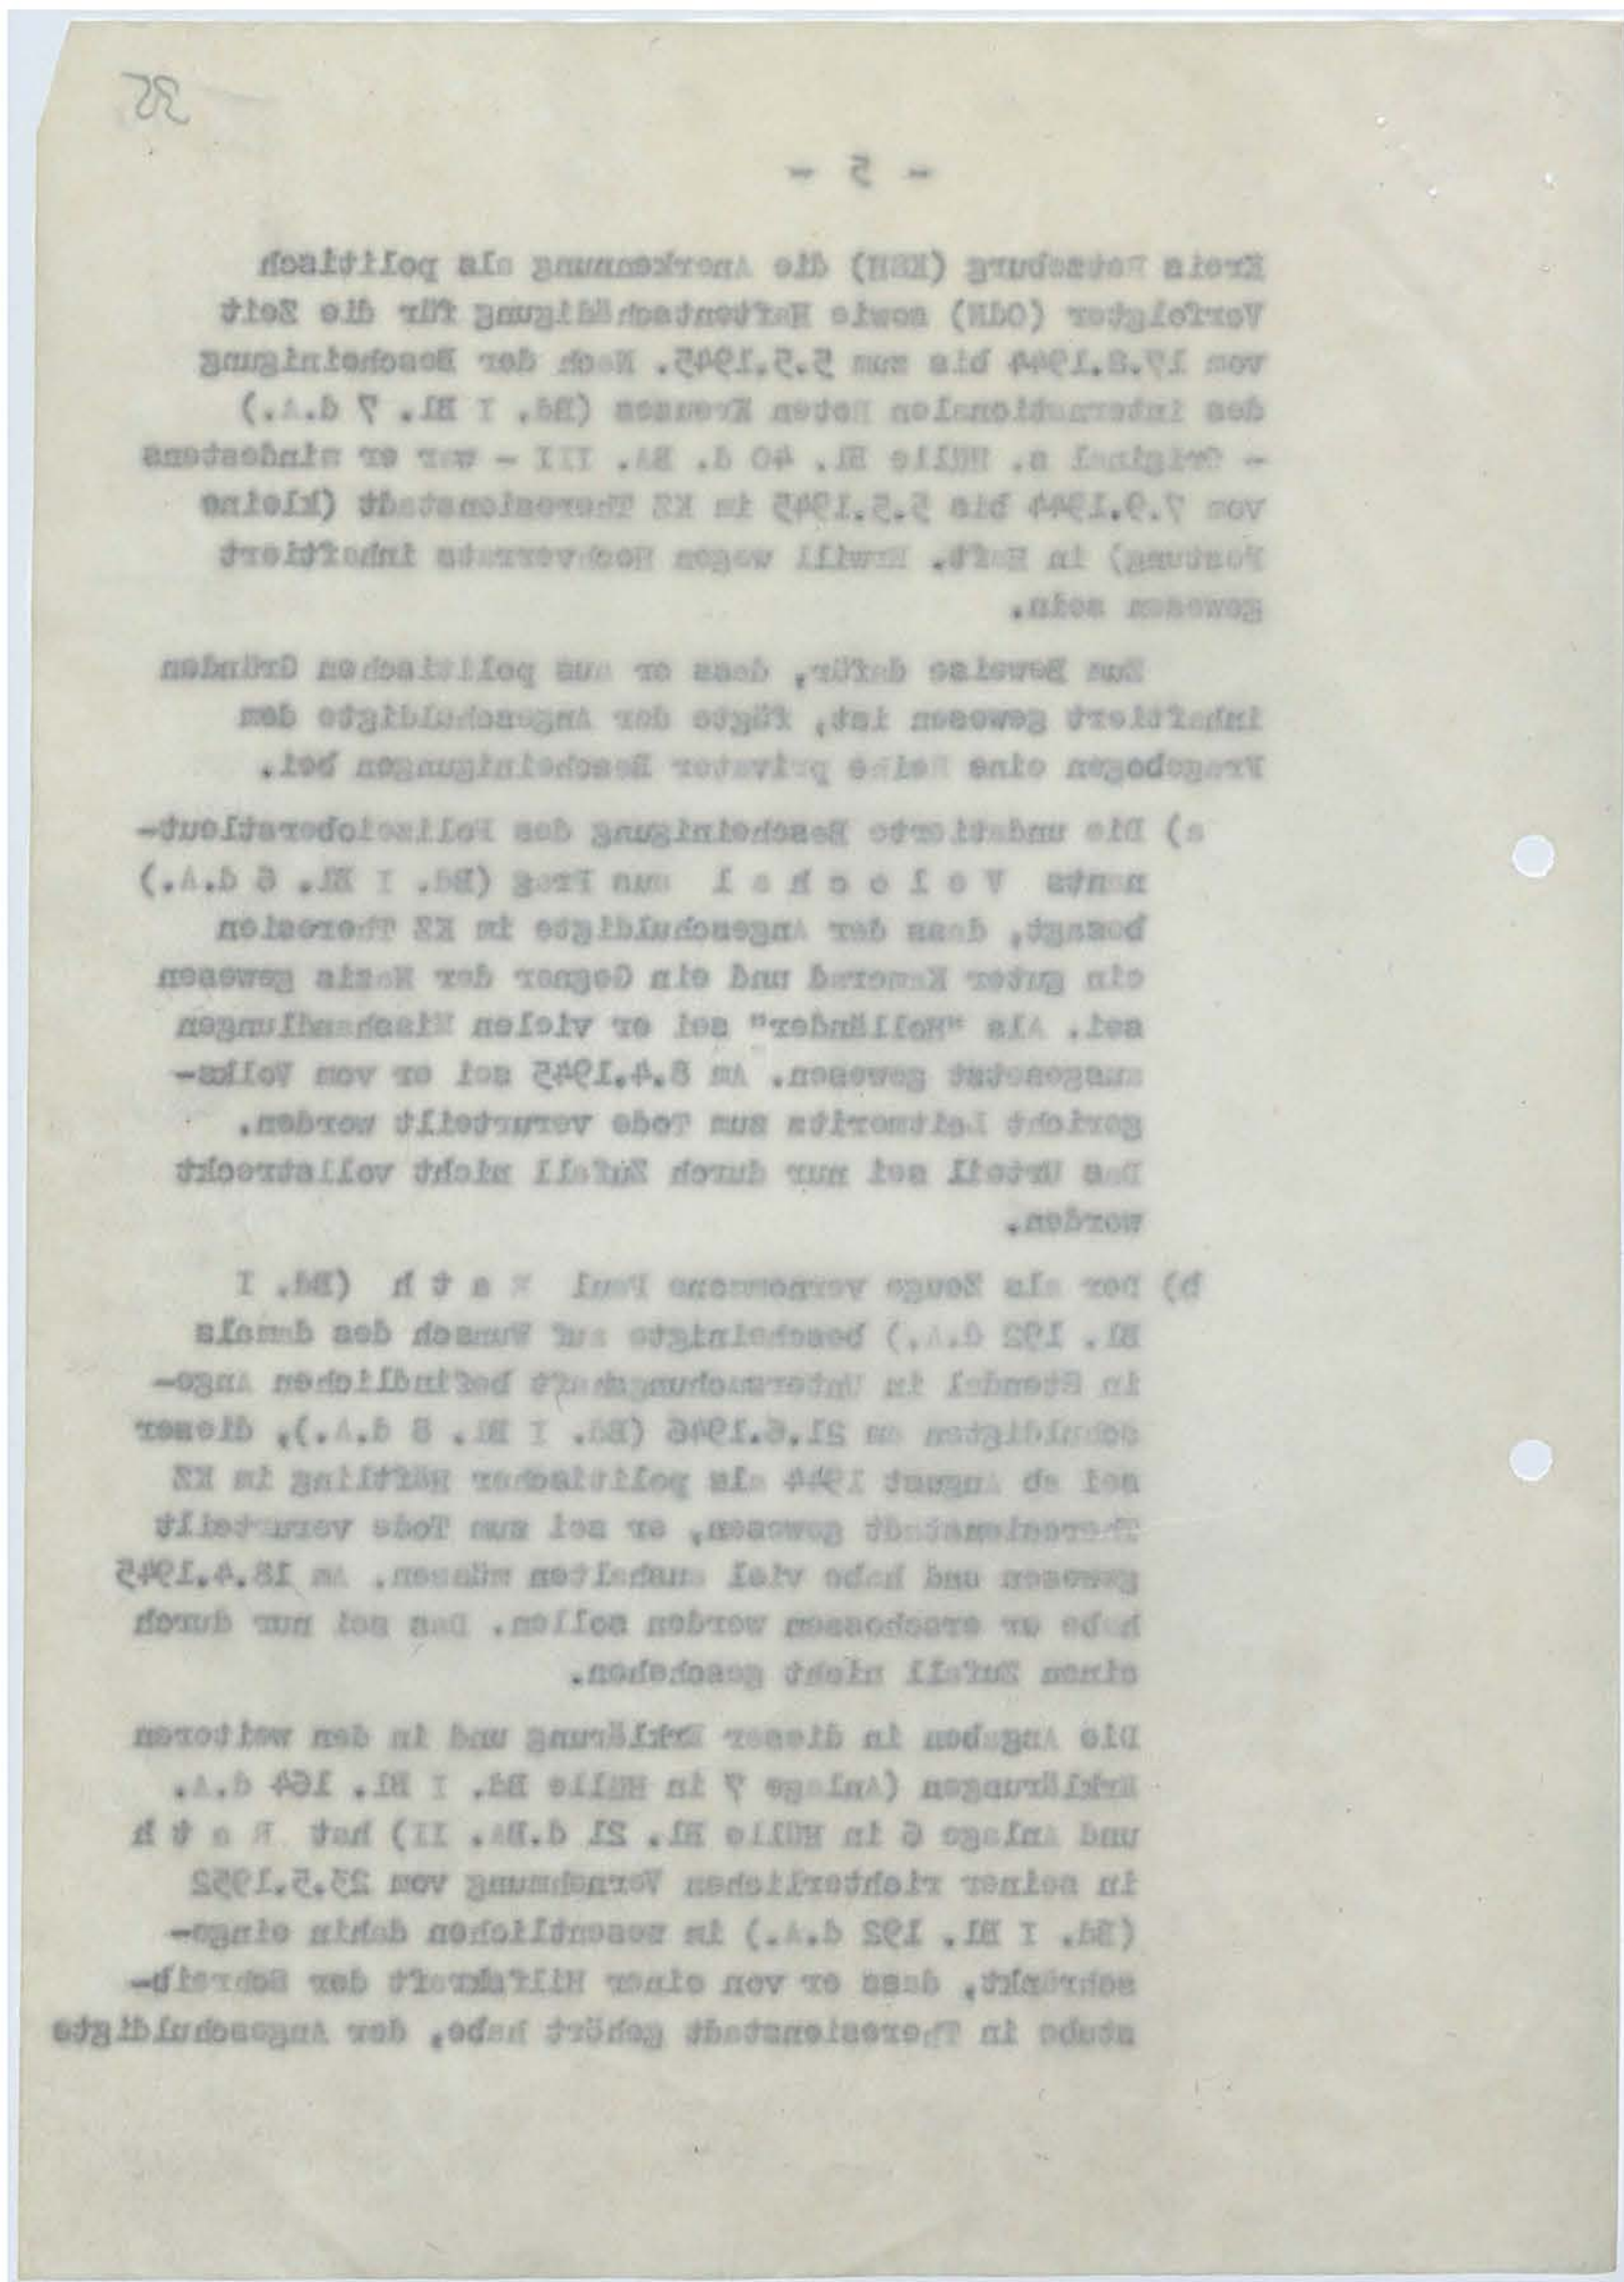 32
- 5 -
Kreis Ratzeburg (KSH) die Anerkennung als politisch
Verfolgter (OdN) sowie Haftentschädigung für die Zeit
vom 17.8.1944 bis zum 5.5.1945. Nach der Bescheinigung
des internationalen Roten Kreuzes (Bd. I Bl. 7 d.A.)
- Original s. Hülle Bl. 40 d. BA. III - war er mindestens
vom 7.9.1944 bis 5.5.1945 im KZ Theresienstadt (kleine
Festung) in Haft. Erwill wegen Hochverrats inhaftiert
gewesen sein.
Zum Beweise dafür, dass er aus politischen Gründen
inhaftiert gewesen ist, fügte der Angeschuldigte dem
Fragebogen eine Reihe privater Bescheinigungen bei.
a) Die undatierte Bescheinigung des Polizeioberstleut-
nants V e l e c h a l aus Prag (Bd. I Bl. 6 d.A.)
besagt, dass der Angeschuldigte im KZ Theresien
ein guter Kamerad und ein Gegner der Nazis gewesen
sei. Als "Holländer" sei er vielen Misshandlungen
ausgesetzt gewesen. Am 8.4.1945 sei er vom Volks-
gericht Leitmeritz zum Tode verurteilt worden.
Das Urteil sei nur durch Zufall nicht vollstreckt
worden.
b) Der als Zeuge vernommene Paul R a t h (Bd. I
Bl. 192 d.A.) bescheinigte auf Wunsch des damals
in Stendal in Untersuchungshaft befindlichen Ange-
schuldigten am 21.6.1946 (Bd. I Bl. 8 d.A.), dieser
sei ab August 1944 als politischer Häftling im KZ
Theresienstadt gewesen, er sei zum Tode verurteilt
gewesen und habe viel aushalten müssen. Am 18.4.1945
habe er erschossen werden sollen. Das sei nur durch
einen Zufall nicht geschehen.
Die Angaben in dieser Erklärung und in den weiteren
Erklärungen (Anlage 7 in Hülle Bd. I Bl. 164 d.A.
und Anlage 6 in Hülle Bl. 21 d.BA. II) hat R a t h
in seiner richterlichen Vernehmung vom 23.5.1952
(Bd. I Bl. 192 d.A.) im wesentlichen dahin einge-
schränkt, dass er von einer Hilfskraft der Schreib-
stube in Theresienstadt gehört habe, der Angeschuldigte